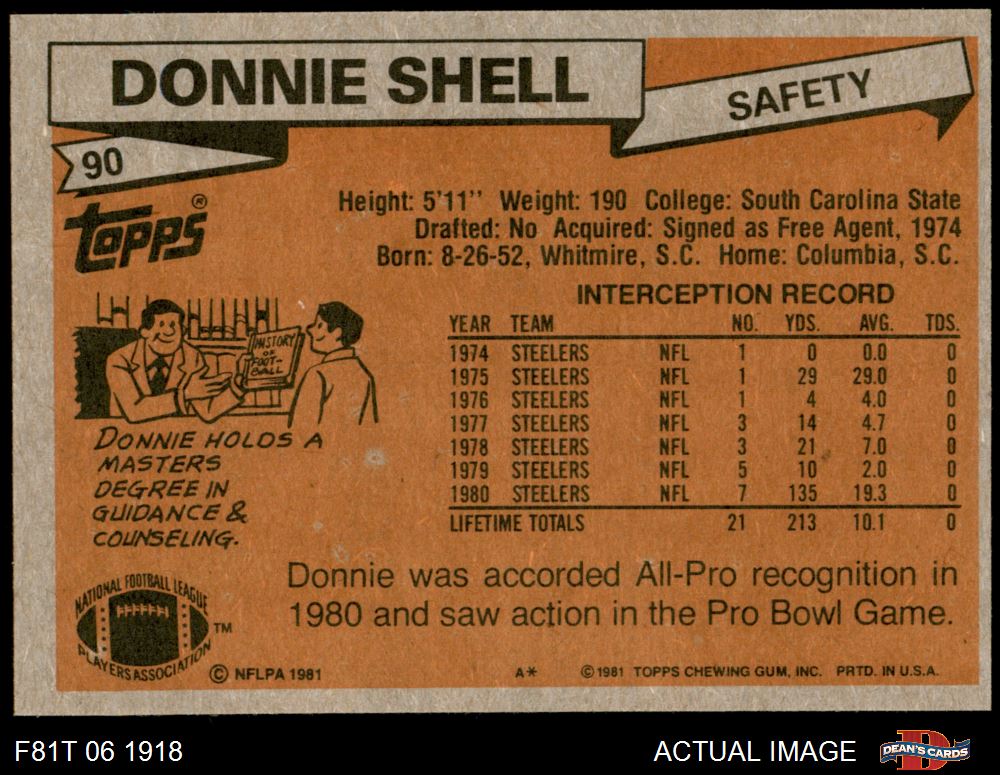 DONNIE SHELL
SAFETY
90
TOPPS®
Height: 5'11'' Weight: 190 College: South Carolina State
Drafted: No Acquired: Signed as Free Agent, 1974
Born: 8-26-52, Whitmire, S.C. Home: Columbia, S.C.
HISTORY
OF
FOOT-
BALL
DONNIE HOLDS A
MASTERS
DEGREE IN
GUIDANCE &
COUNSELING.
INTERCEPTION RECORD
YEAR TEAM NO. YDS. AVG. TDS.
1974 STEELERS NFL 1 0 0.0 0
1975 STEELERS NFL 1 29 29.0 0
1976 STEELERS NFL 1 4 4.0 0
1977 STEELERS NFL 3 14 4.7 0
1978 STEELERS NFL 3 21 7.0 0
1979 STEELERS NFL 5 10 2.0 0
1980 STEELERS NFL 7 135 19.3 0
LIFETIME TOTALS 21 213 10.1 0
Donnie was accorded All-Pro recognition in
1980 and saw action in the Pro Bowl Game.
NATIONAL FOOTBALL LEAGUE
PLAYERS ASSOCIATION
TM
© NFLPA 1981
A*
©1981 TOPPS CHEWING GUM, INC. PRTD. IN U.S.A.
F81T 06 1918
ACTUAL IMAGE
D
DEAN'S CARDS